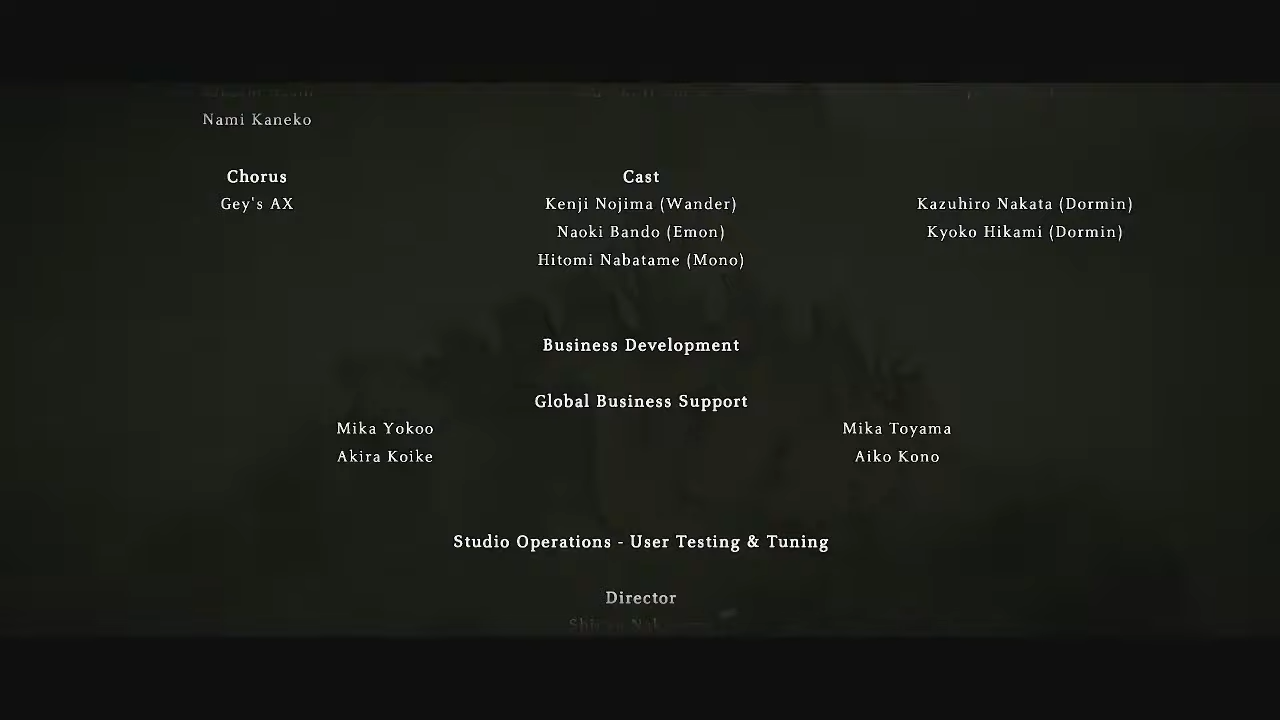 Nami Kaneko
Chorus
Gey's AX
Cast
Kenji Nojima (Wander)
Naoki Bando (Emon)
Hitomi Nabatame (Mono)
Kazuhiro Nakata (Dormin)
Kyoko Hikami (Dormin)
Business Development
Global Business Support
Mika Yokoo
Akira Koike
Mika Toyama
Aiko Kono
Studio Operations - User Testing & Tuning
Director